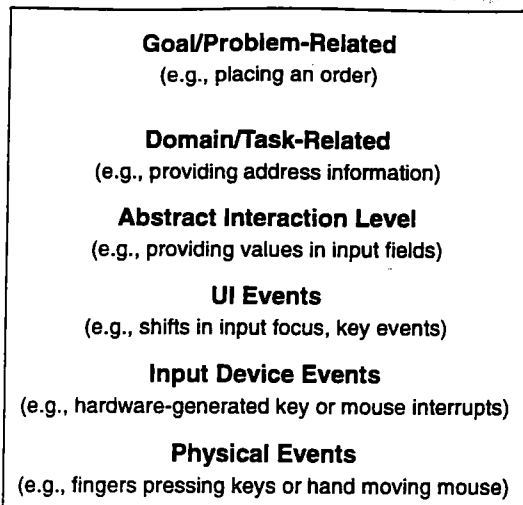 Goal/Problem-Related
(e.g., placing an order)
Domain/Task-Related
(e.g., providing address information)
Abstract Interaction Level
(e.g., providing values in input fields)
UI Events
(e.g., shifts in input focus, key events)
Input Device Events
(e.g., hardware-generated key or mouse interrupts)
Physical Events
(e.g., fingers pressing keys or hand moving mouse)